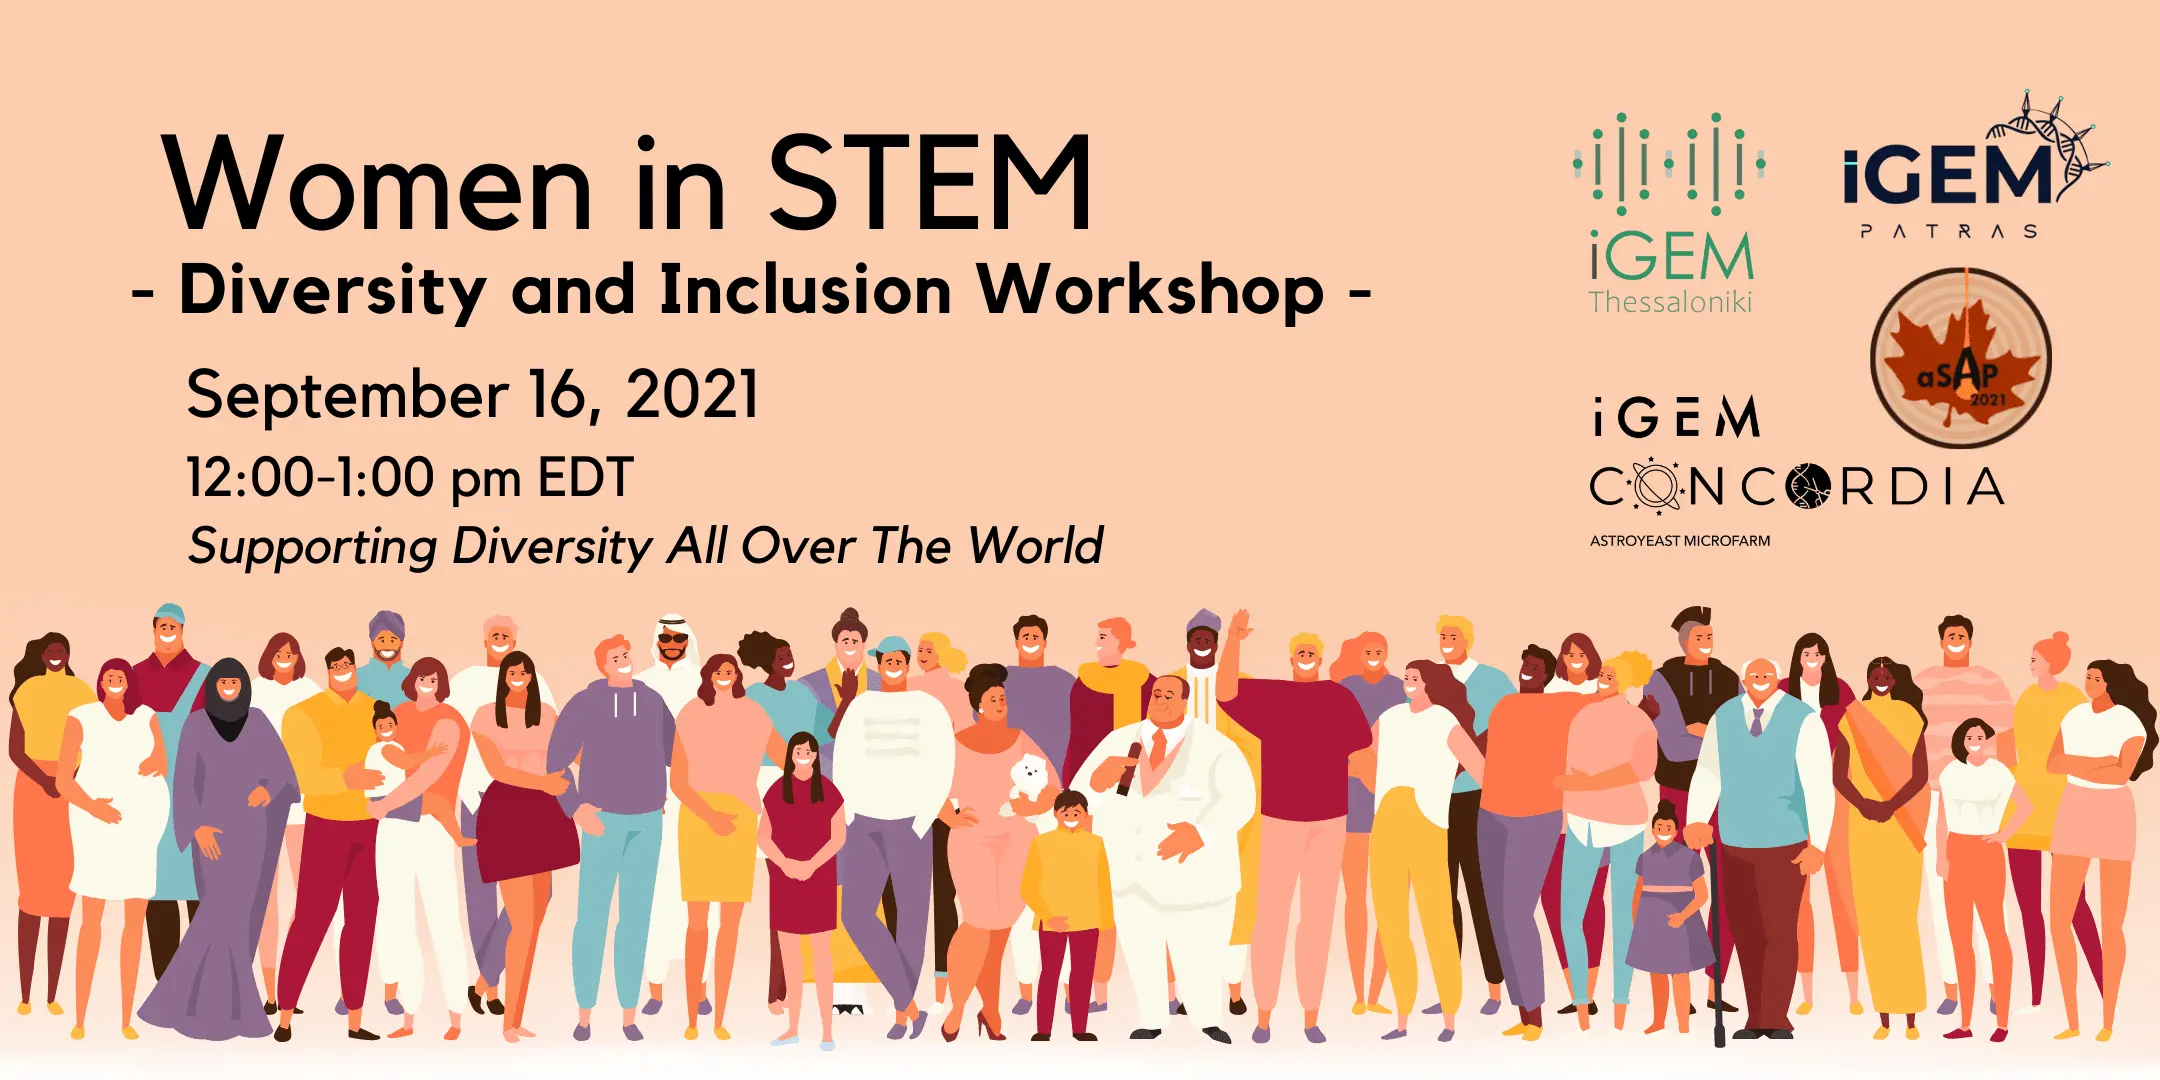 Women in STEM
- Diversity and Inclusion Workshop -
September 16, 2021
12:00-1:00 pm EDT
Supporting Diversity All Over The World
iGEM
Thessaloniki
iGEM
PATRAS
aSAP
2021
iGEM
CONCORDIA
ASTROYEAST MICROFARM